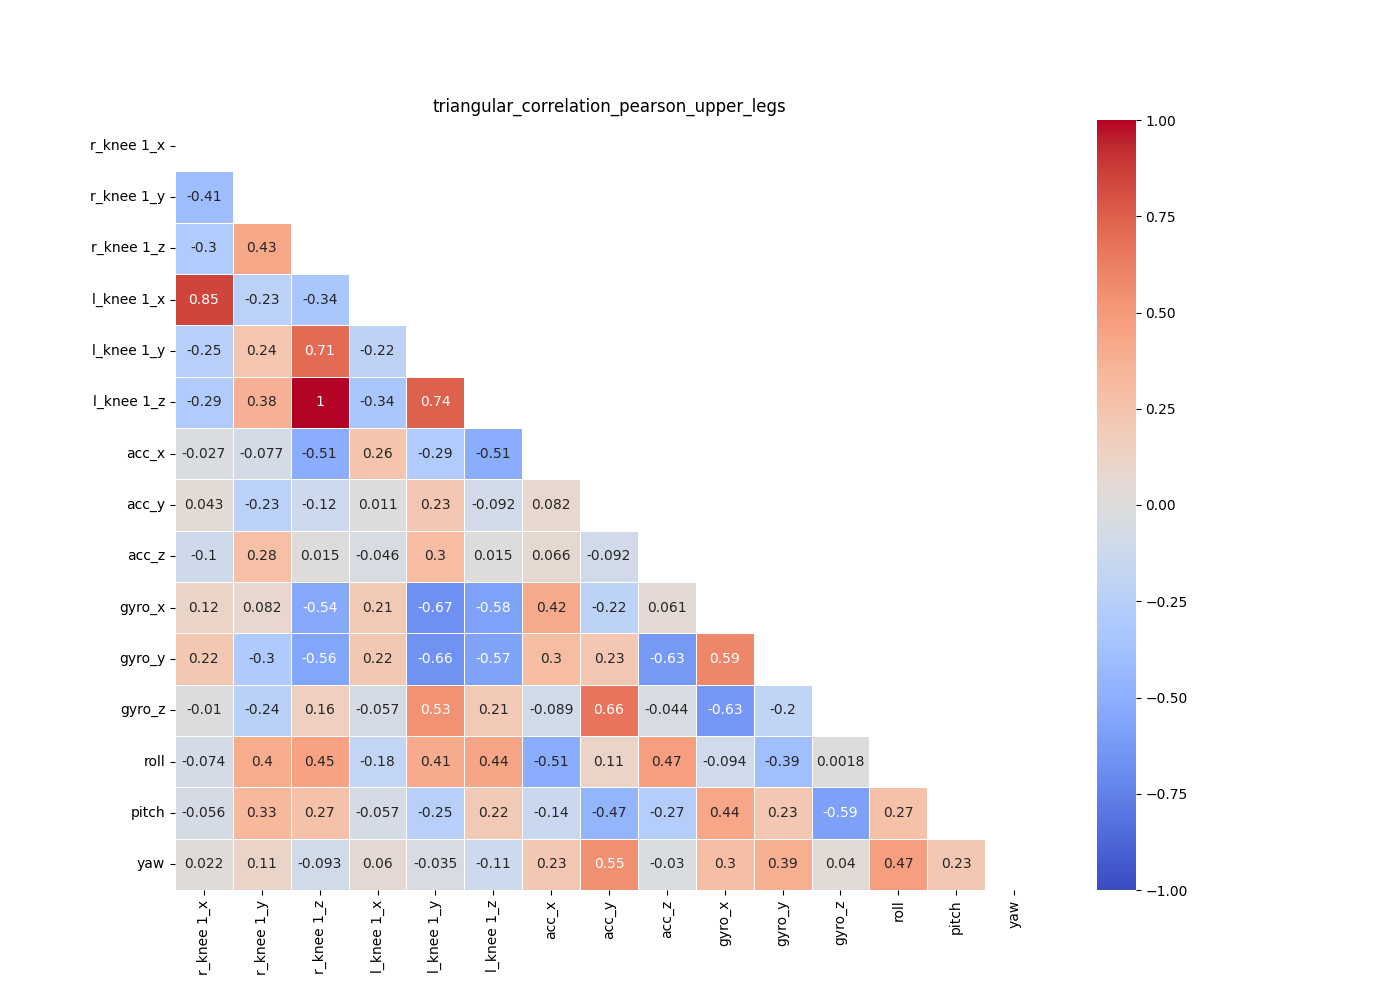 triangular_correlation_pearson_upper_legs
r_knee 1_x
r_knee 1_y -0.41
r_knee 1_z -0.3 0.43
l_knee 1_x 0.85 -0.23 -0.34
l_knee 1_y -0.25 0.24 0.71 -0.22
l_knee 1_z -0.29 0.38 1 -0.34 0.74
acc_x -0.027 -0.077 -0.51 0.26 -0.29 -0.51
acc_y 0.043 -0.23 -0.12 0.011 0.23 -0.092 0.082
acc_z -0.1 0.28 0.015 -0.046 0.3 0.015 0.066 -0.092
gyro_x 0.12 0.082 -0.54 0.21 -0.67 -0.58 0.42 -0.22 0.061
gyro_y 0.22 -0.3 -0.56 0.22 -0.66 -0.57 0.3 0.23 -0.63 0.59
gyro_z -0.01 -0.24 0.16 -0.057 0.53 0.21 -0.089 0.66 -0.044 -0.63 -0.2
roll -0.074 0.4 0.45 -0.18 0.41 0.44 -0.51 0.11 0.47 -0.094 -0.39 0.0018
pitch -0.056 0.33 0.27 -0.057 -0.25 0.22 -0.14 -0.47 -0.27 0.44 0.23 -0.59 0.27
yaw 0.022 0.11 -0.093 0.06 -0.035 -0.11 0.23 0.55 -0.03 0.3 0.39 0.04 0.47 0.23
r_knee 1_x r_knee 1_y r_knee 1_z l_knee 1_x l_knee 1_y l_knee 1_z acc_x acc_y acc_z gyro_x gyro_y gyro_z roll pitch yaw
1.00
0.75
0.50
0.25
0.00
−0.25
−0.50
−0.75
−1.00